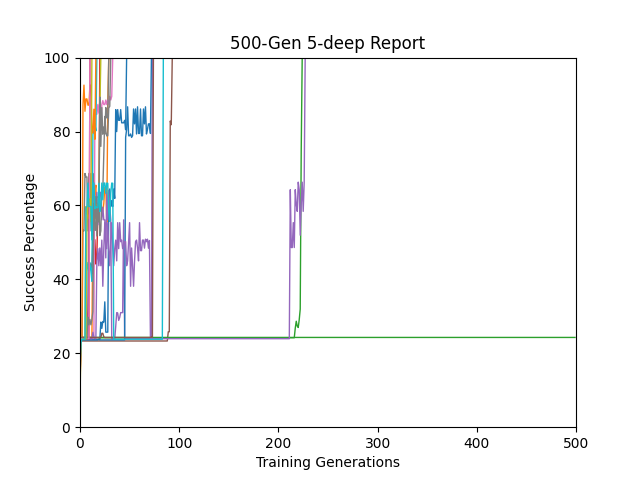 500-Gen 5-deep Report
100
80
60
40
20
0
Success Percentage
0 100 200 300 400 500
Training Generations